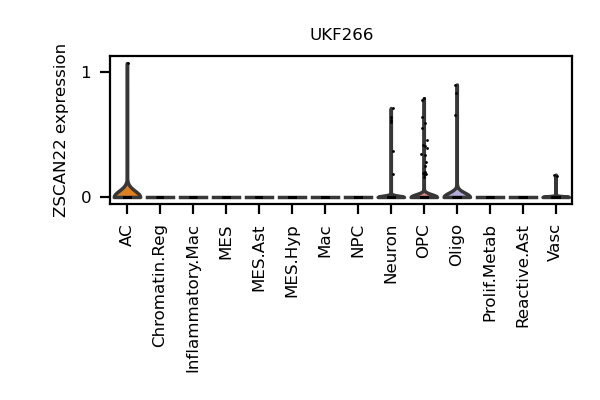 UKF266
ZSCAN22 expression
1
0
AC
Chromatin.Reg
Inflammatory.Mac
MES
MES.Ast
MES.Hyp
Mac
NPC
Neuron
OPC
Oligo
Prolif.Metab
Reactive.Ast
Vasc